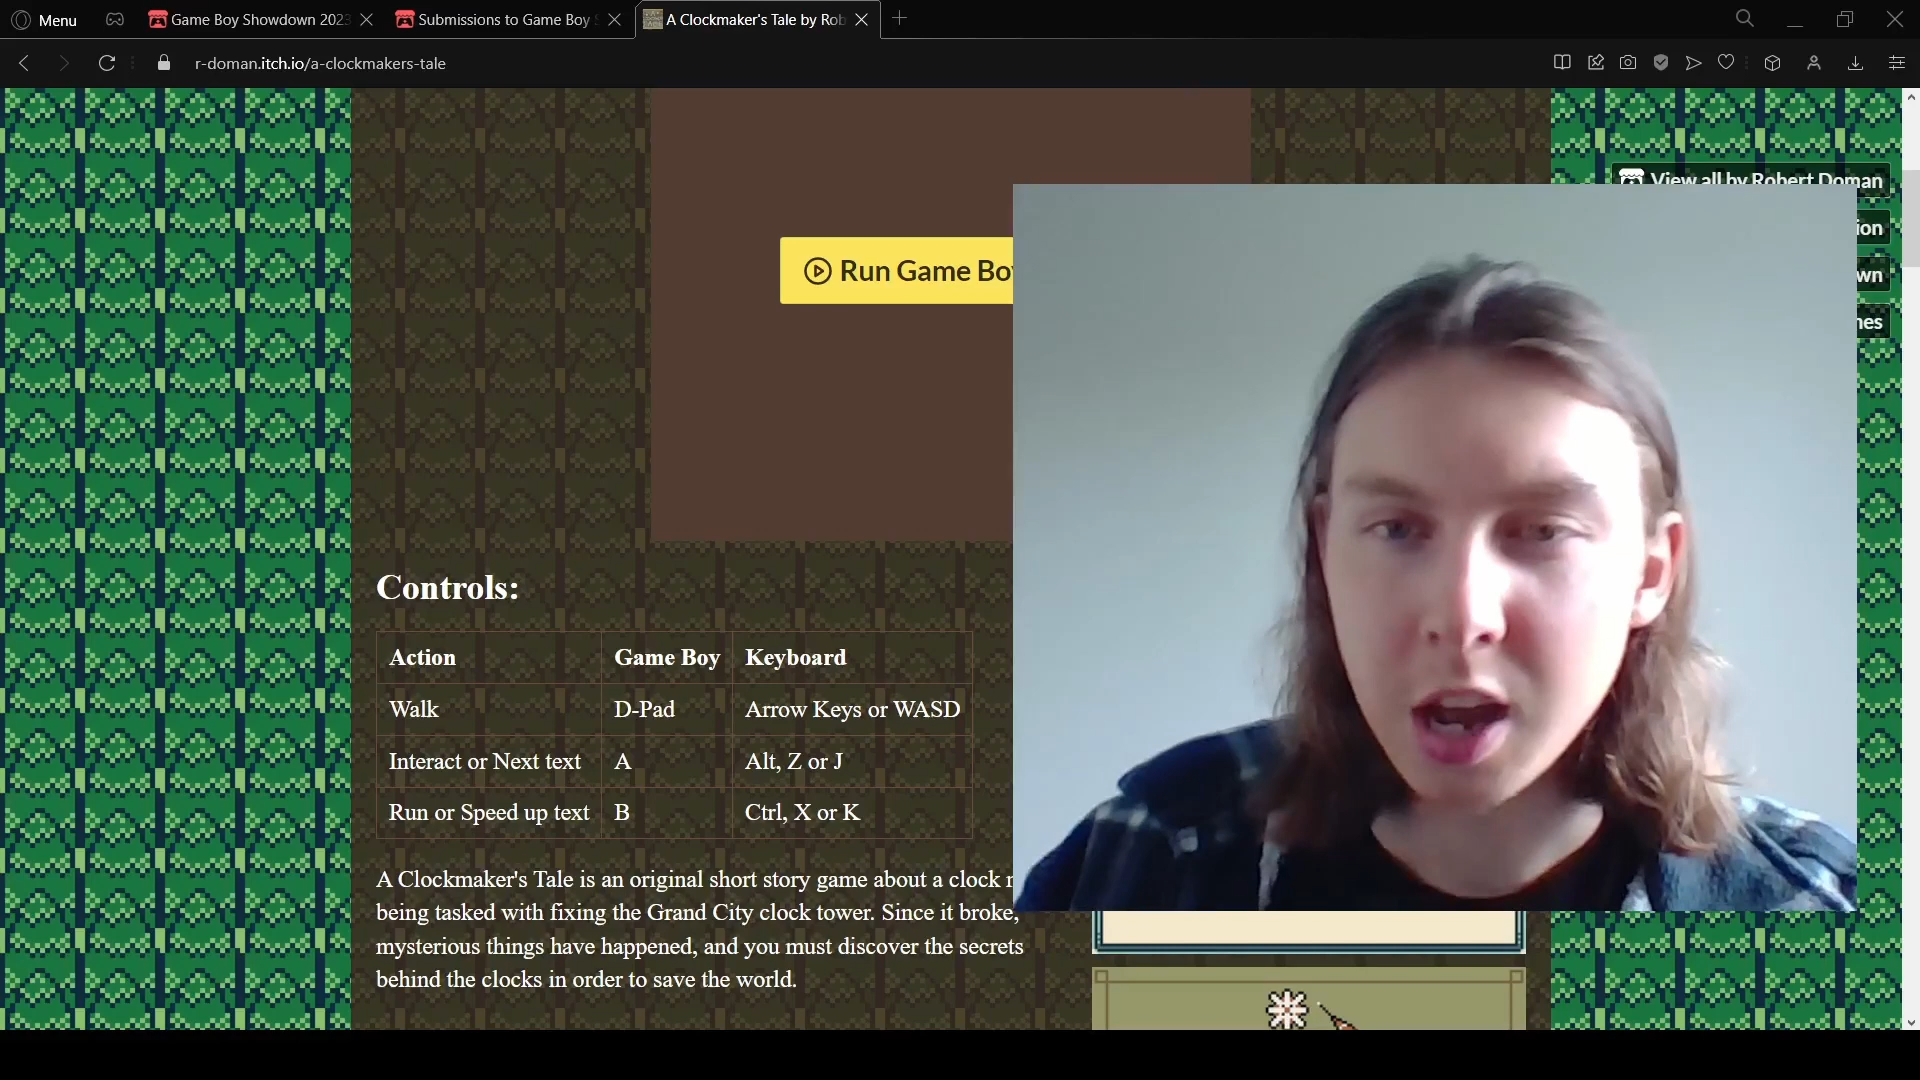 Menu
Game Boy Showdown 2023
Submissions to Game Boy S
A Clockmaker's Tale by Rob
r-doman.itch.io/a-clockmakers-tale
View all by Robert Doman
ion
wn
nes
Run Game Boy
Controls:
Action Game Boy Keyboard
Walk D-Pad Arrow Keys or WASD
Interact or Next text A Alt, Z or J
Run or Speed up text B Ctrl, X or K
A Clockmaker's Tale is an original short story game about a clock
being tasked with fixing the Grand City clock tower. Since it broke,
mysterious things have happened, and you must discover the secrets
behind the clocks in order to save the world.